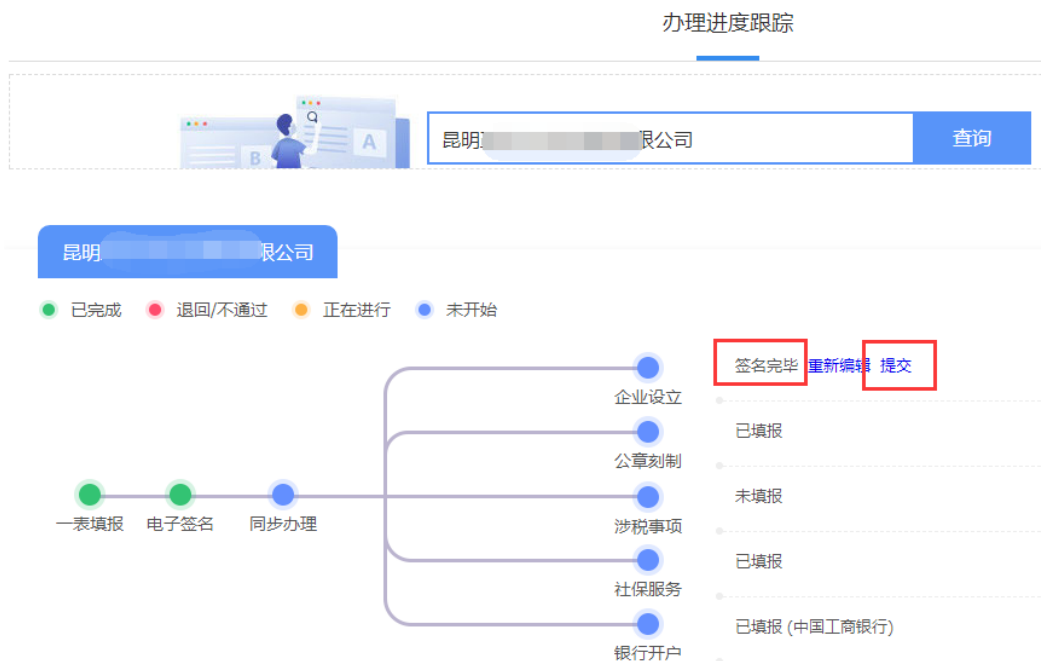 办理进度跟踪
A
B
昆明 限公司
查询
昆明 限公司
已完成 退回/不通过 正在进行 未开始
签名完毕 重新编辑 提交
企业设立
已填报
公章刻制
未填报
一表填报 电子签名 同步办理
涉税事项
已填报
社保服务
已填报 (中国工商银行)
银行开户